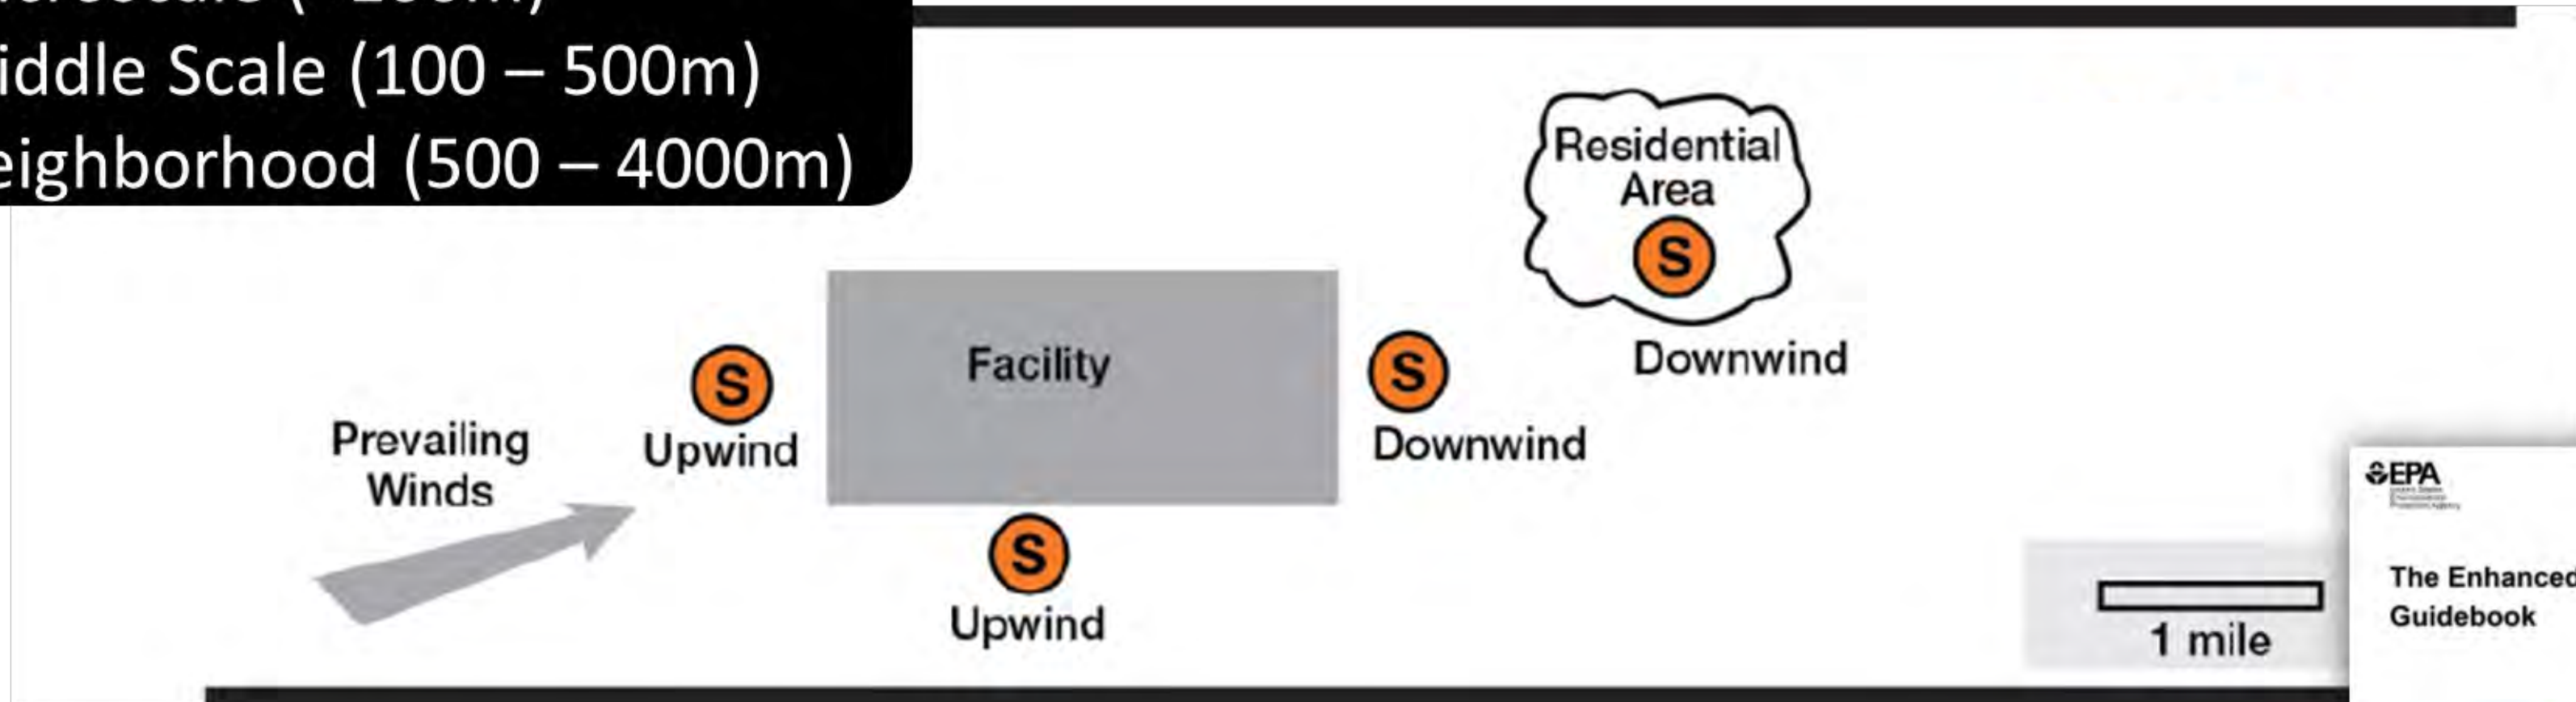 iddle Scale (100 – 500m)
eighborhood (500 – 4000m)
Residential
Area
S
Downwind
Facility
S
Upwind
S
Downwind
Prevailing
Winds
S
Upwind
1 mile
EPA
The Enhanced
Guidebook